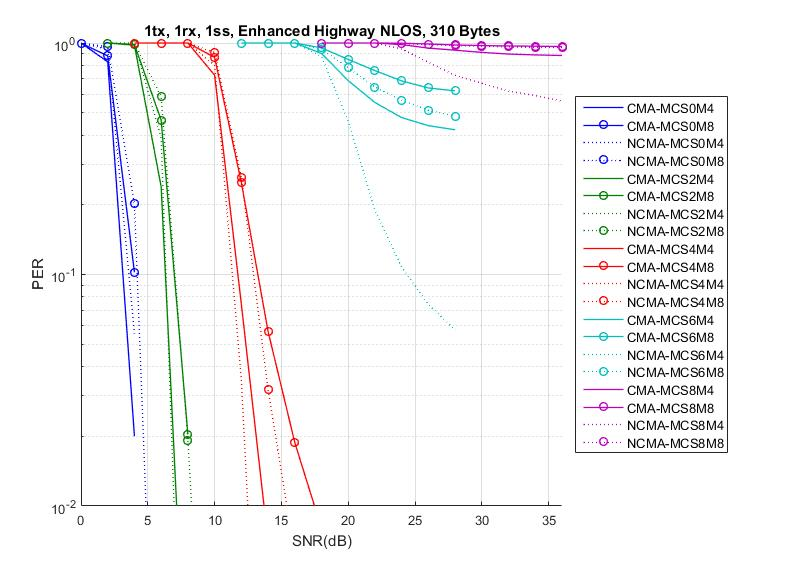 1tx, 1rx, 1ss, Enhanced Highway NLOS, 310 Bytes
10^0
10^-1
10^-2
PER
0 5 10 15 20 25 30 35
SNR(dB)
CMA-MCS0M4
CMA-MCS0M8
NCMA-MCS0M4
NCMA-MCS0M8
CMA-MCS2M4
CMA-MCS2M8
NCMA-MCS2M4
NCMA-MCS2M8
CMA-MCS4M4
CMA-MCS4M8
NCMA-MCS4M4
NCMA-MCS4M8
CMA-MCS6M4
CMA-MCS6M8
NCMA-MCS6M4
NCMA-MCS6M8
CMA-MCS8M4
CMA-MCS8M8
NCMA-MCS8M4
NCMA-MCS8M8